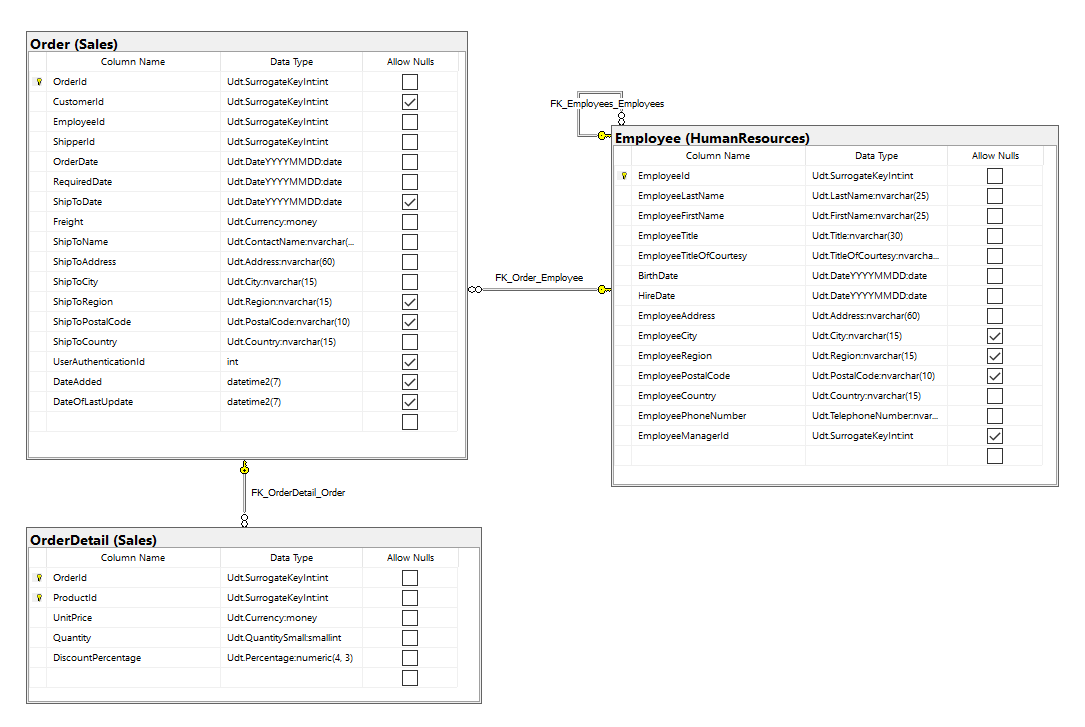 Order (Sales)
Column Name Data Type Allow Nulls
OrderId Udt.SurrogateKeyInt:int
CustomerId Udt.SurrogateKeyInt:int
EmployeeId Udt.SurrogateKeyInt:int
ShipperId Udt.SurrogateKeyInt:int
OrderDate Udt.DateYYYYMMDD:date
RequiredDate Udt.DateYYYYMMDD:date
ShipToDate Udt.DateYYYYMMDD:date
Freight Udt.Currency:money
ShipToName Udt.ContactName:nvarchar(...
ShipToAddress Udt.Address:nvarchar(60)
ShipToCity Udt.City:nvarchar(15)
ShipToRegion Udt.Region:nvarchar(15)
ShipToPostalCode Udt.PostalCode:nvarchar(10)
ShipToCountry Udt.Country:nvarchar(15)
UserAuthenticationId int
DateAdded datetime2(7)
DateOfLastUpdate datetime2(7)
FK_Employees_Employees
Employee (HumanResources)
Column Name Data Type Allow Nulls
EmployeeId Udt.SurrogateKeyInt:int
EmployeeLastName Udt.LastName:nvarchar(25)
EmployeeFirstName Udt.FirstName:nvarchar(25)
EmployeeTitle Udt.Title:nvarchar(30)
EmployeeTitleOfCourtesy Udt.TitleOfCourtesy:nvarcha...
BirthDate Udt.DateYYYYMMDD:date
HireDate Udt.DateYYYYMMDD:date
EmployeeAddress Udt.Address:nvarchar(60)
EmployeeCity Udt.City:nvarchar(15)
EmployeeRegion Udt.Region:nvarchar(15)
EmployeePostalCode Udt.PostalCode:nvarchar(10)
EmployeeCountry Udt.Country:nvarchar(15)
EmployeePhoneNumber Udt.TelephoneNumber:nvar...
EmployeeManagerId Udt.SurrogateKeyInt:int
FK_Order_Employee
FK_OrderDetail_Order
OrderDetail (Sales)
Column Name Data Type Allow Nulls
OrderId Udt.SurrogateKeyInt:int
ProductId Udt.SurrogateKeyInt:int
UnitPrice Udt.Currency:money
Quantity Udt.QuantitySmall:smallint
DiscountPercentage Udt.Percentage:numeric(4, 3)